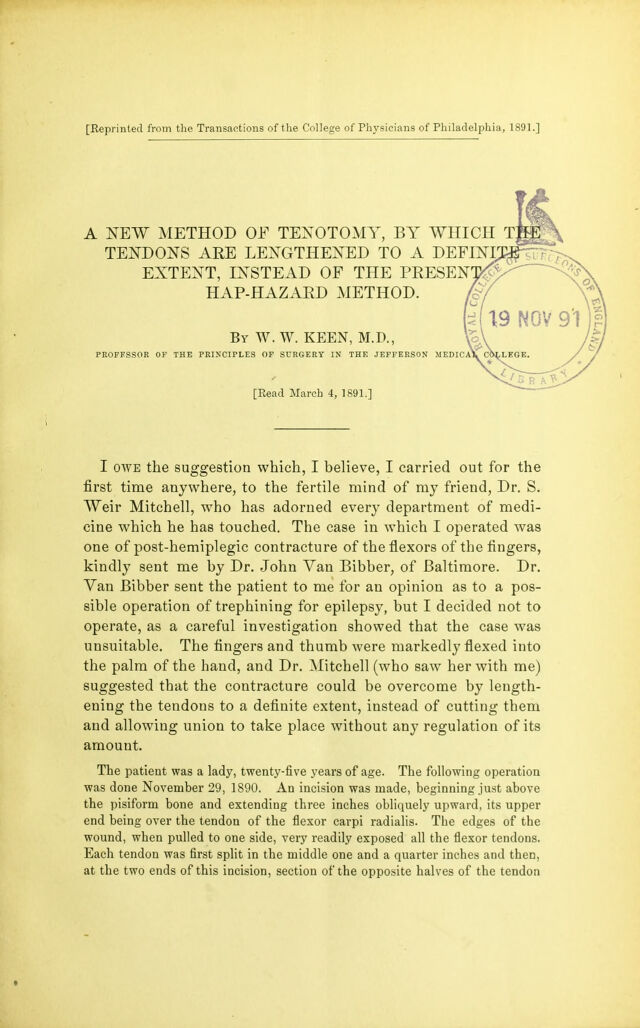 [Reprinted from the Transactions of the College of Physicians of Philadelphia, 1891.]
A NEW METHOD OF TENOTOMY, BY WHICH THE
TENDONS ARE LENGTHENED TO A DEFINITE
EXTENT, INSTEAD OF THE PRESENT
HAP-HAZARD METHOD.
ROYAL COLLEGE OF SURGEONS OF ENGLAND
19 NOV 91
* LIBRARY *
By W. W. KEEN, M.D.,
PROFESSOR OF THE PRINCIPLES OF SURGERY IN THE JEFFERSON MEDICAL COLLEGE.
[Read March 4, 1891.]
I owe the suggestion which, I believe, I carried out for the
first time anywhere, to the fertile mind of my friend, Dr. S.
Weir Mitchell, who has adorned every department of medi-
cine which he has touched. The case in which I operated was
one of post-hemiplegic contracture of the flexors of the fingers,
kindly sent me by Dr. John Van Bibber, of Baltimore. Dr.
Van Bibber sent the patient to me for an opinion as to a pos-
sible operation of trephining for epilepsy, but I decided not to
operate, as a careful investigation showed that the case was
unsuitable. The fingers and thumb were markedly flexed into
the palm of the hand, and Dr. Mitchell (who saw her with me)
suggested that the contracture could be overcome by length-
ening the tendons to a definite extent, instead of cutting them
and allowing union to take place without any regulation of its
amount.
The patient was a lady, twenty-five years of age. The following operation
was done November 29, 1890. An incision was made, beginning just above
the pisiform bone and extending three inches obliquely upward, its upper
end being over the tendon of the flexor carpi radialis. The edges of the
wound, when pulled to one side, very readily exposed all the flexor tendons.
Each tendon was first split in the middle one and a quarter inches and then,
at the two ends of this incision, section of the opposite halves of the tendon